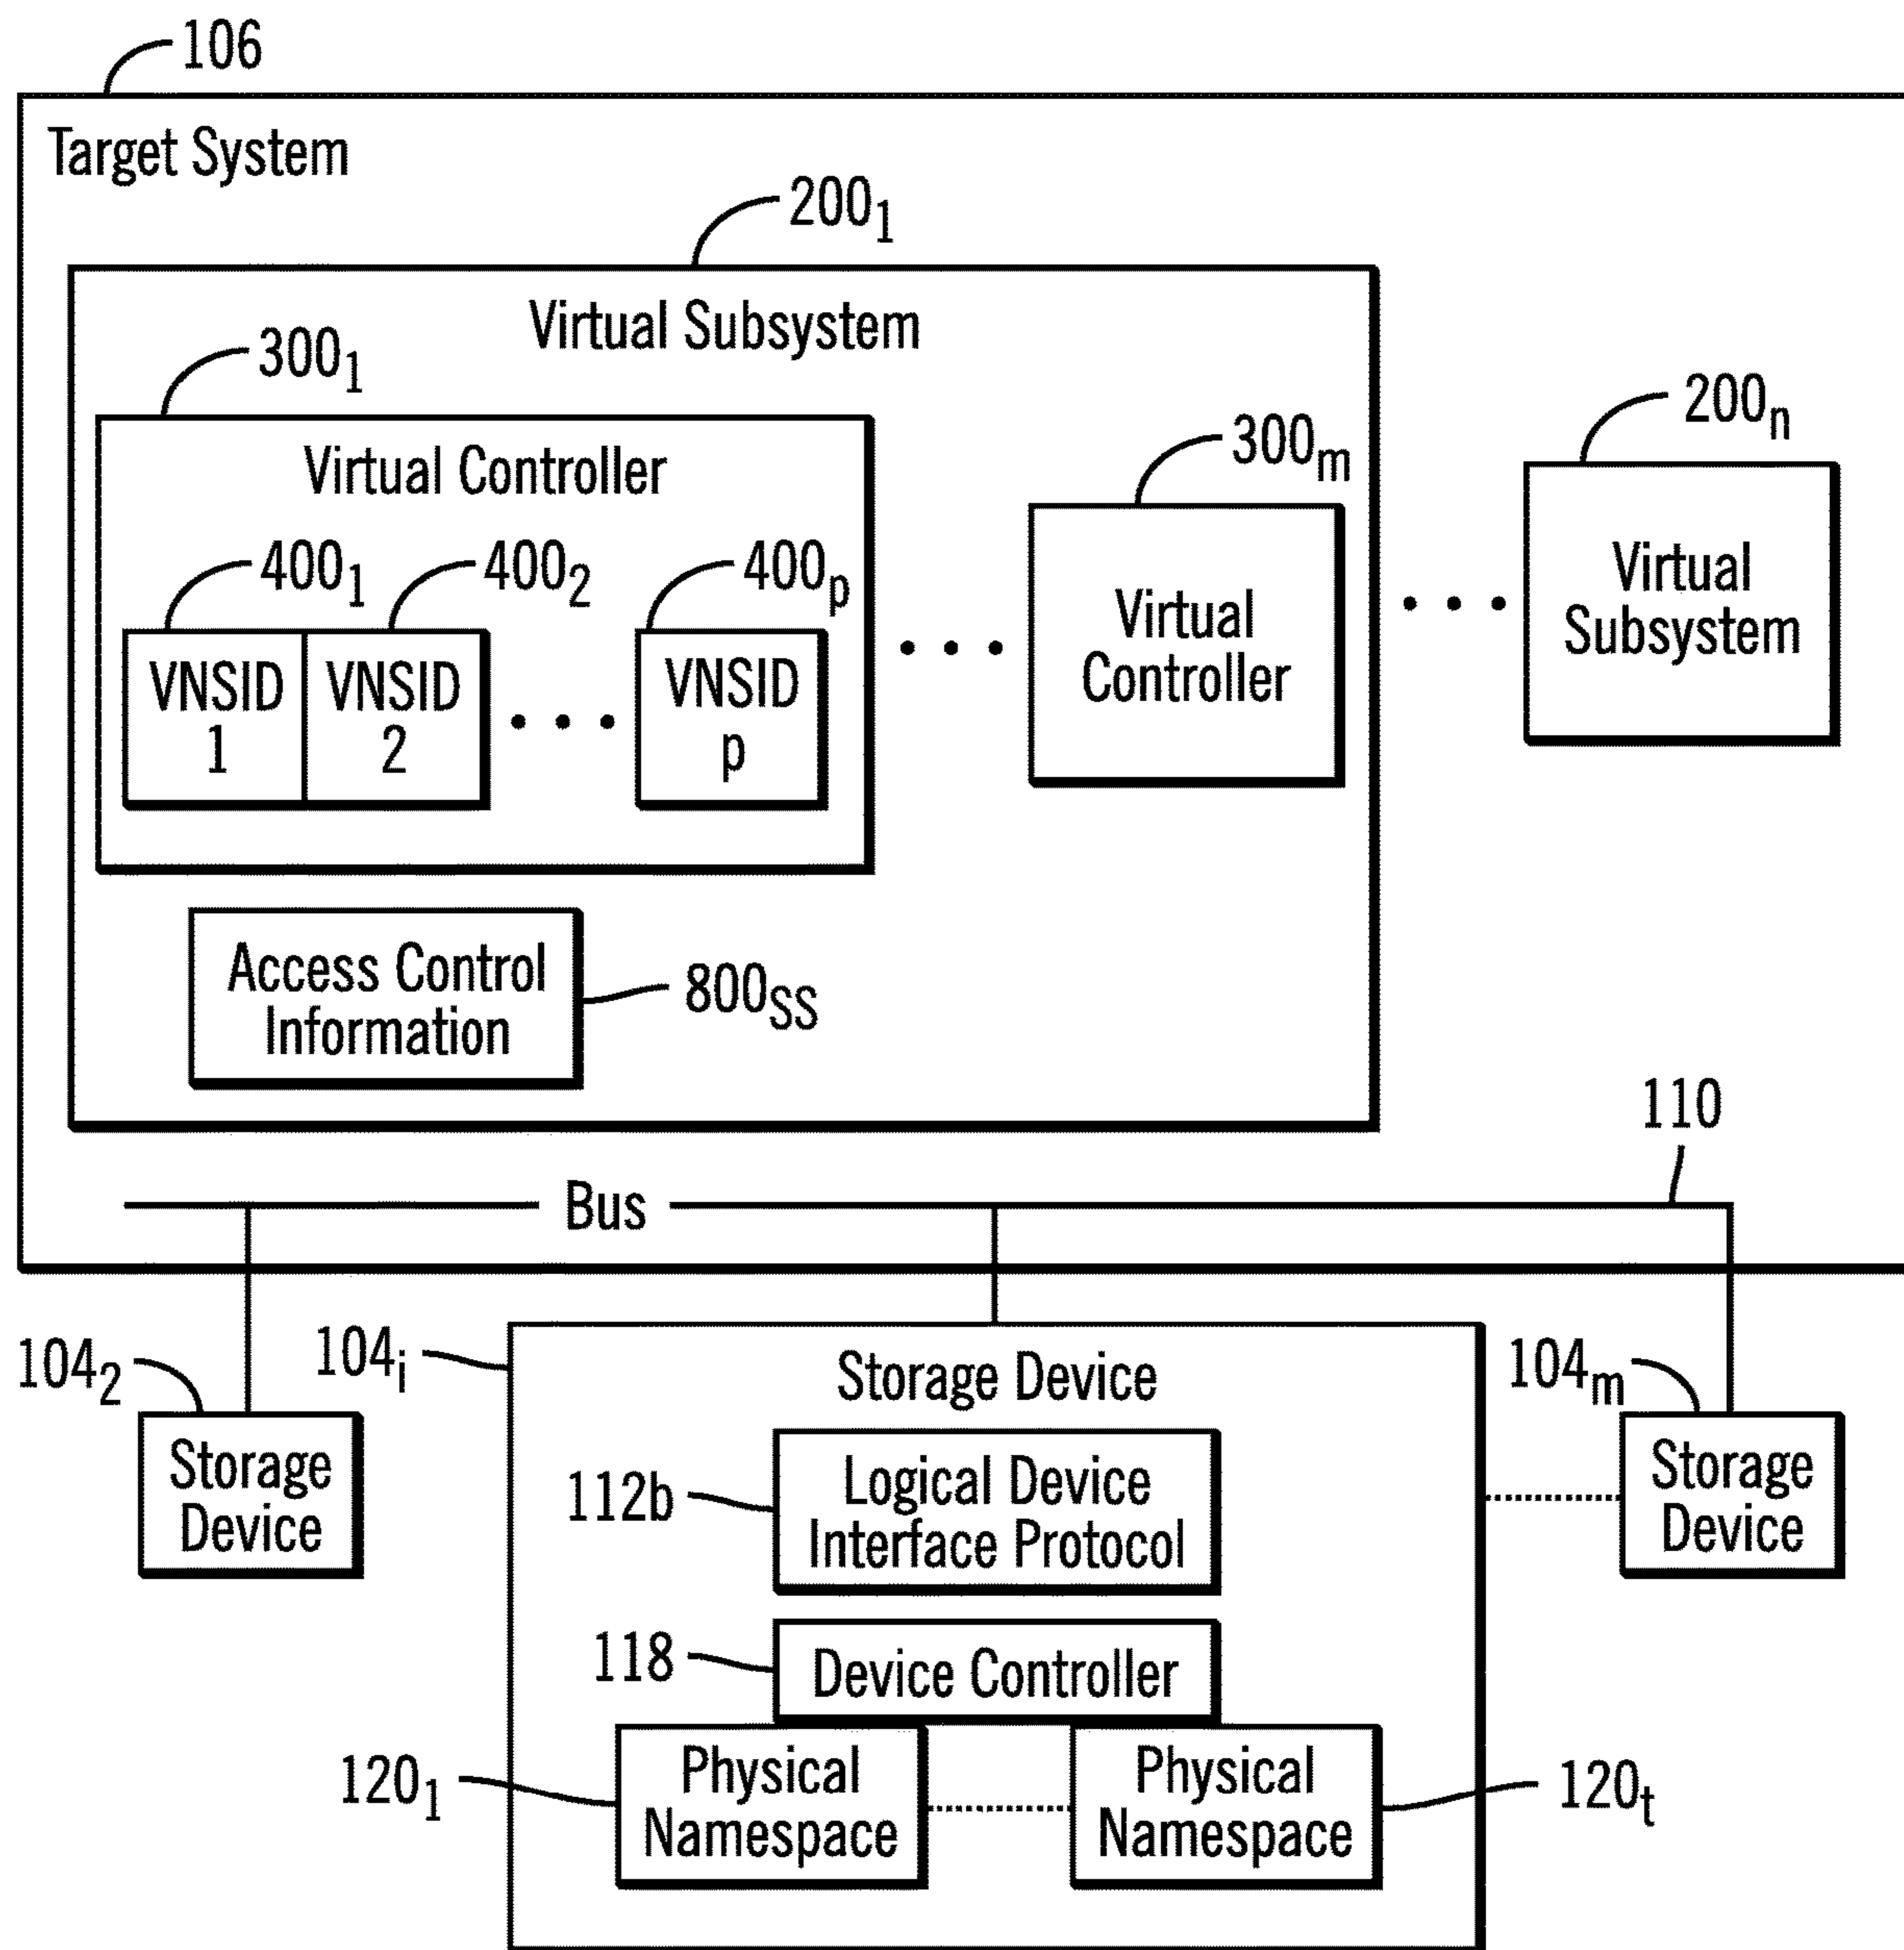 106
Target System
200₁
Virtual Subsystem
300₁
Virtual Controller
300ₘ
200ₙ
400₁
400₂
400ₚ
VNSID
1
VNSID
2
• • •
VNSID
p
• • •
Virtual
Controller
• • •
Virtual
Subsystem
Access Control
Information
800SS
110
Bus
104₂
Storage
Device
104ᵢ
Storage Device
112b
Logical Device
Interface Protocol
118
Device Controller
120₁
Physical
Namespace
Physical
Namespace
120ₜ
104ₘ
Storage
Device